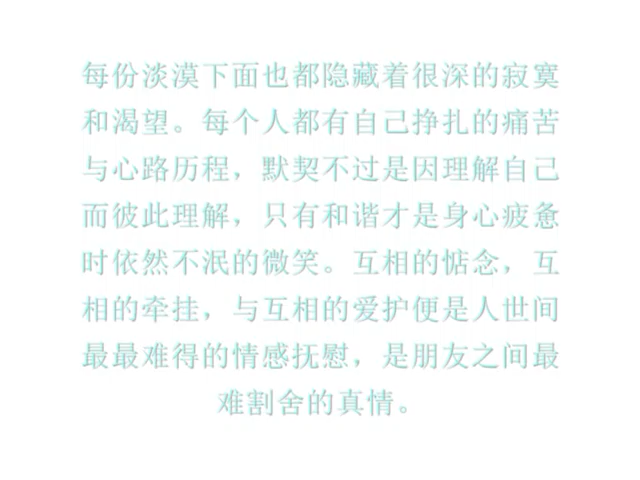 每份淡漠下面也都隐藏着很深的寂寞
和渴望。每个人都有自己挣扎的痛苦
与心路历程，默契不过是因理解自己
而彼此理解，只有和谐才是身心疲惫
时依然不泯的微笑。互相的惦念，互
相的牵挂，与互相的爱护便是人世间
最最难得的情感抚慰，是朋友之间最
难割舍的真情。